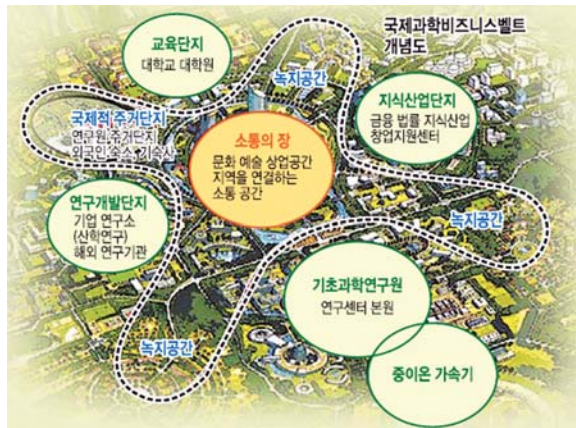 국제과학비즈니스벨트
개념도
교육단지
대학교 대학원
녹지공간
지식산업단지
금융 법률 지식산업
창업지원센터
국제적 주거단지
연구원 주거단지
외국인 숙소, 기숙사
소통의 장
문화 예술 상업공간
지역을 연결하는
소통 공간
연구개발단지
기업 연구소
(산학연구)
해외 연구기관
녹지공간
기초과학연구원
연구센터 본원
녹지공간
중이온 가속기